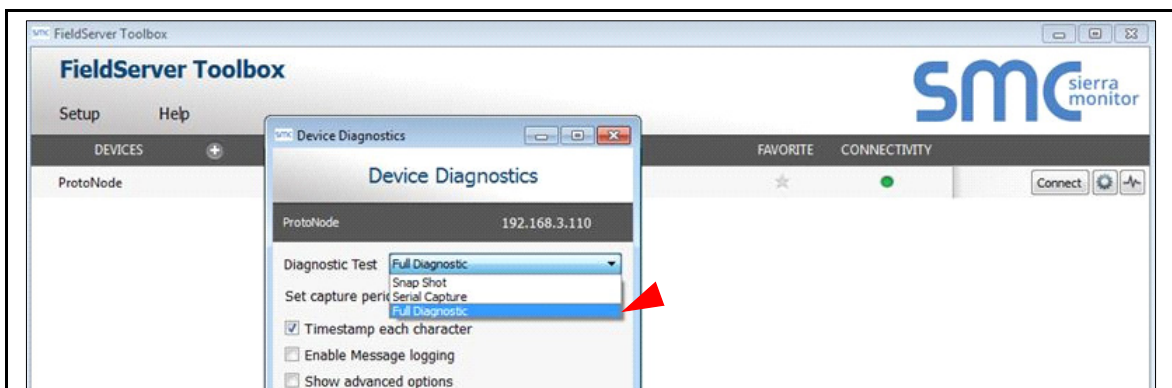 SMC FieldServer Toolbox
FieldServer Toolbox
smc sierra monitor
Setup Help
DEVICES FAVORITE CONNECTIVITY
ProtoNode Connect
SMC Device Diagnostics
Device Diagnostics
ProtoNode 192.168.3.110
Diagnostic Test Full Diagnostic
Snap Shot
Set capture peri Serial Capture
Full Diagnostic
Timestamp each character
Enable Message logging
Show advanced options